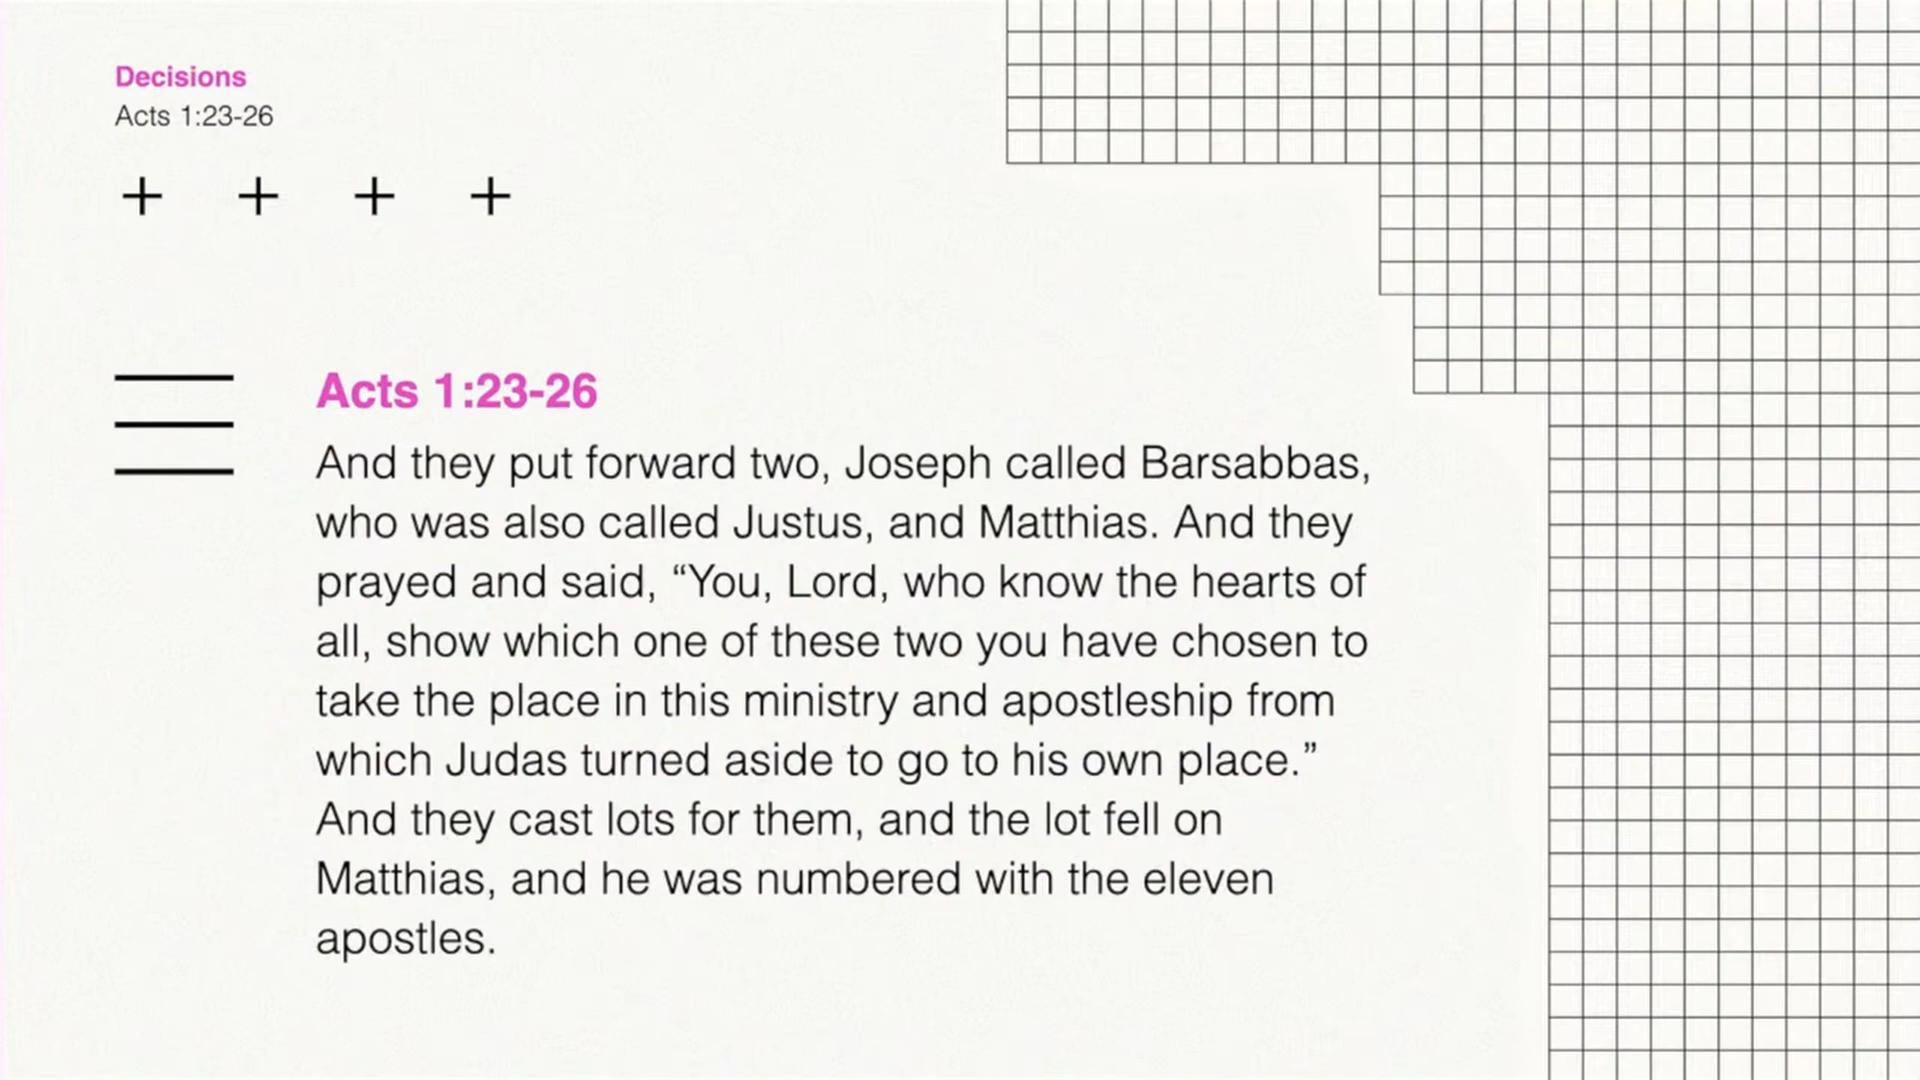 Decisions
Acts 1:23-26
Acts 1:23-26
And they put forward two, Joseph called Barsabbas,
who was also called Justus, and Matthias. And they
prayed and said, “You, Lord, who know the hearts of
all, show which one of these two you have chosen to
take the place in this ministry and apostleship from
which Judas turned aside to go to his own place.”
And they cast lots for them, and the lot fell on
Matthias, and he was numbered with the eleven
apostles.